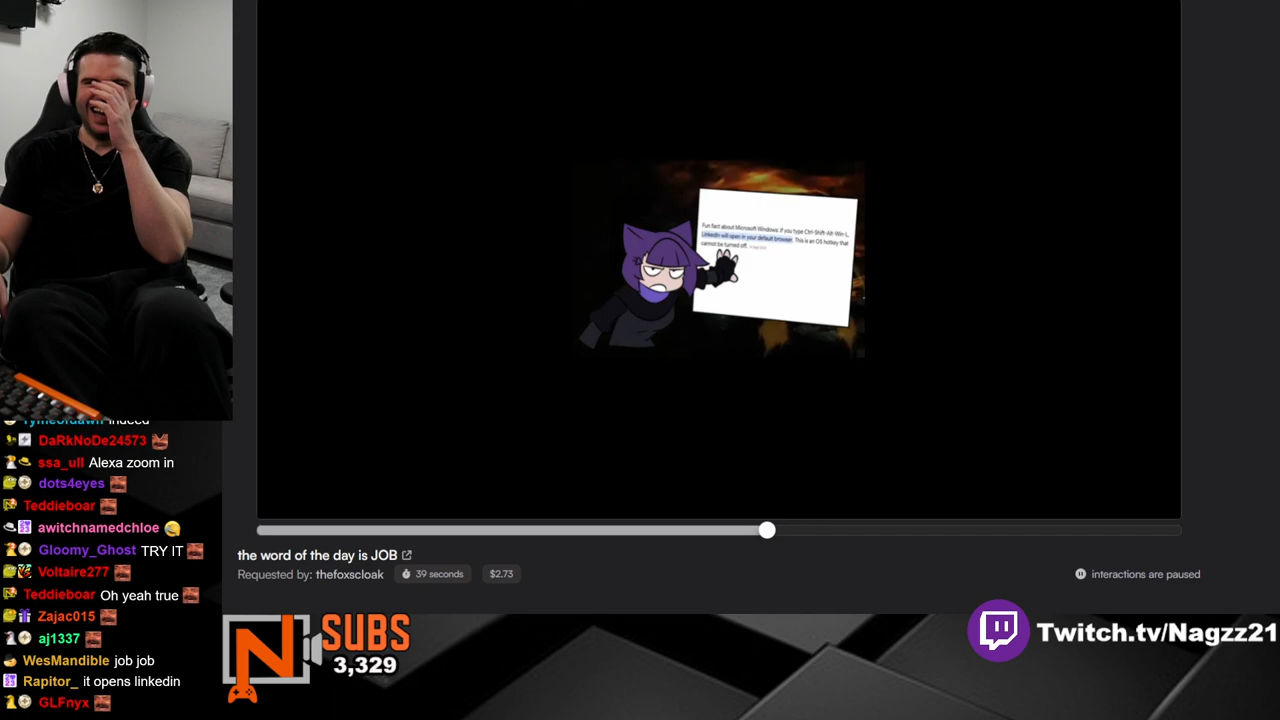 Fun fact about Microsoft Windows: if you type Ctrl-Shift-Alt-Win-L,
LinkedIn will open in your default browser. This is an OS hotkey that
cannot be turned off.
the word of the day is JOB
Requested by: thefoxscloak 39 seconds $2.73
interactions are paused
indeed
DaRkNoDe24573
ssa_ull Alexa zoom in
dots4eyes
Teddieboar
awitchnamedchloe
Gloomy_Ghost TRY IT
Voltaire277
Teddieboar Oh yeah true
Zajac015
aj1337
WesMandible job job
Rapitor_ it opens linkedin
GLFnyx
N SUBS
3,329
Twitch.tv/Nagzz21